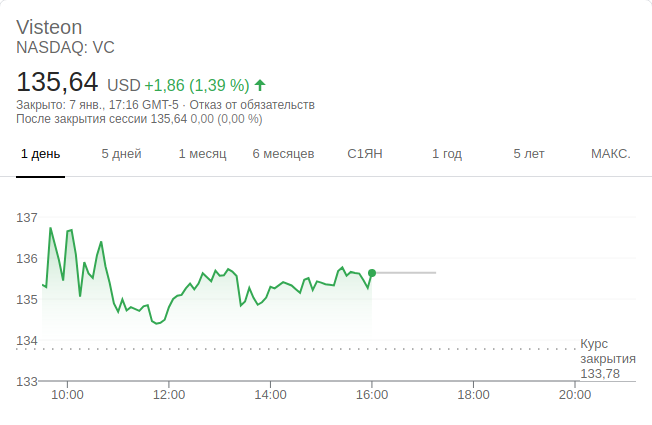 Visteon
NASDAQ: VC
135,64 USD +1,86 (1,39 %)
Закрыто: 7 янв., 17:16 GMT-5 · Отказ от обязательств
После закрытия сессии 135,64 0,00 (0,00 %)
1 день 5 дней 1 месяц 6 месяцев С1ЯН 1 год 5 лет МАКС.
137
136
135
134
Курс
закрытия
133,78
133
10:00 12:00 14:00 16:00 18:00 20:00